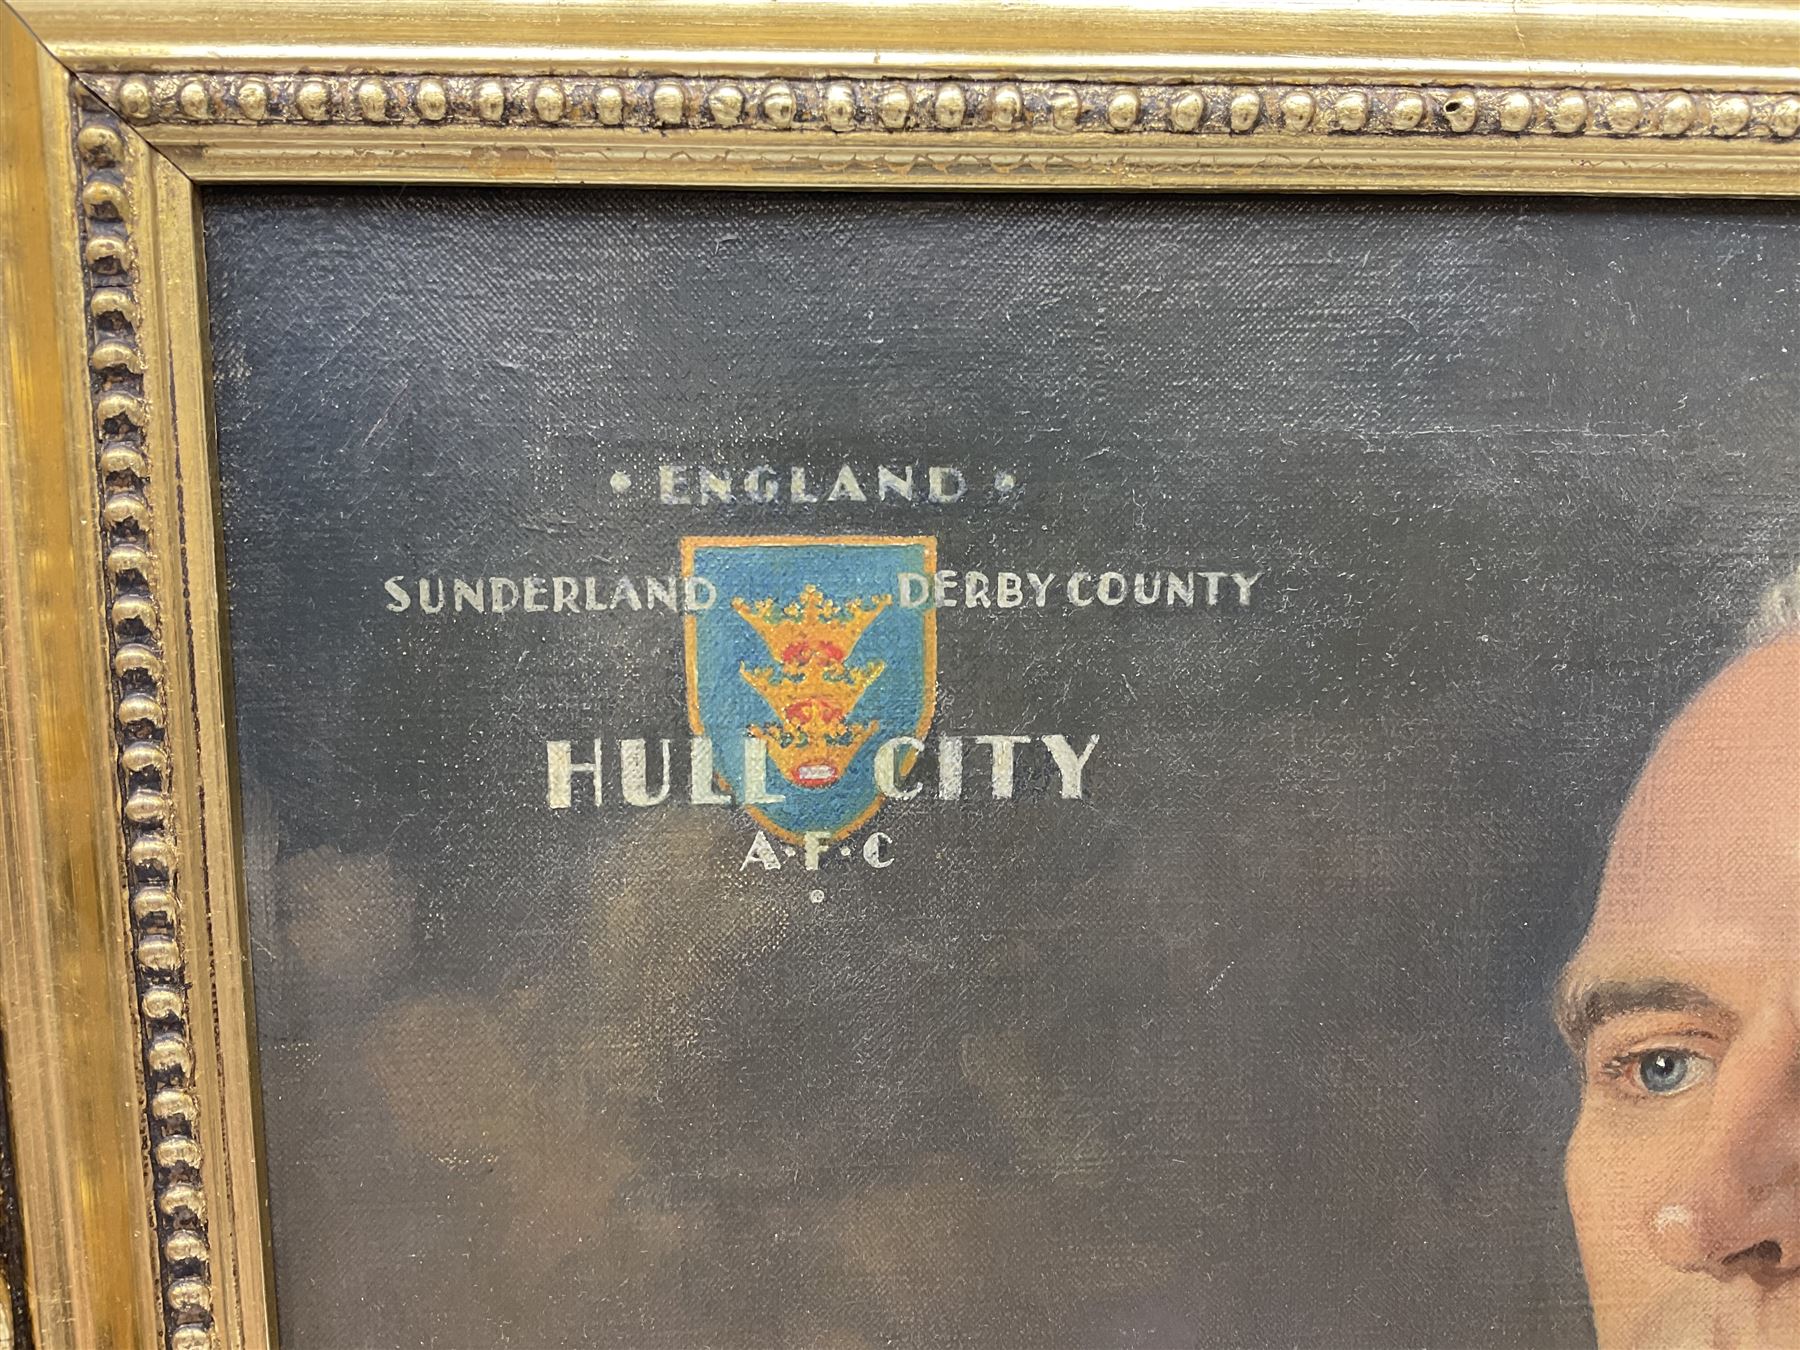 • ENGLAND •
SUNDERLAND DERBY COUNTY
HULL CITY
A·F·C